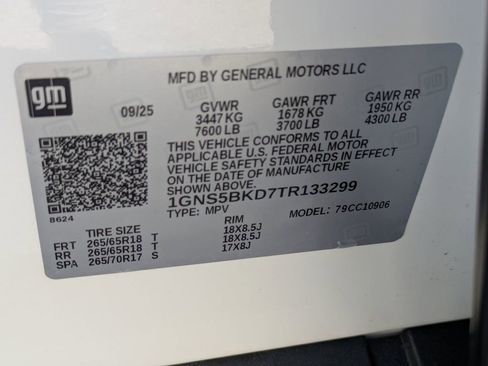 gm
MFD BY GENERAL MOTORS LLC
09/25 GVWR GAWR FRT GAWR RR
3447 KG 1678 KG 1950 KG
7600 LB 3700 LB 4300 LB
THIS VEHICLE CONFORMS TO ALL
APPLICABLE U.S. FEDERAL MOTOR
VEHICLE SAFETY STANDARDS IN EFFECT
ON THE DATE OF MANUFACTURE
SHOWN ABOVE.
1GNS5BKD7TR133299
8624 TYPE: MPV MODEL: 79CC10906
TIRE SIZE RIM
FRT 265/65R18 T 18X8.5J
RR 265/65R18 T 18X8.5J
SPA 265/70R17 S 17X8J